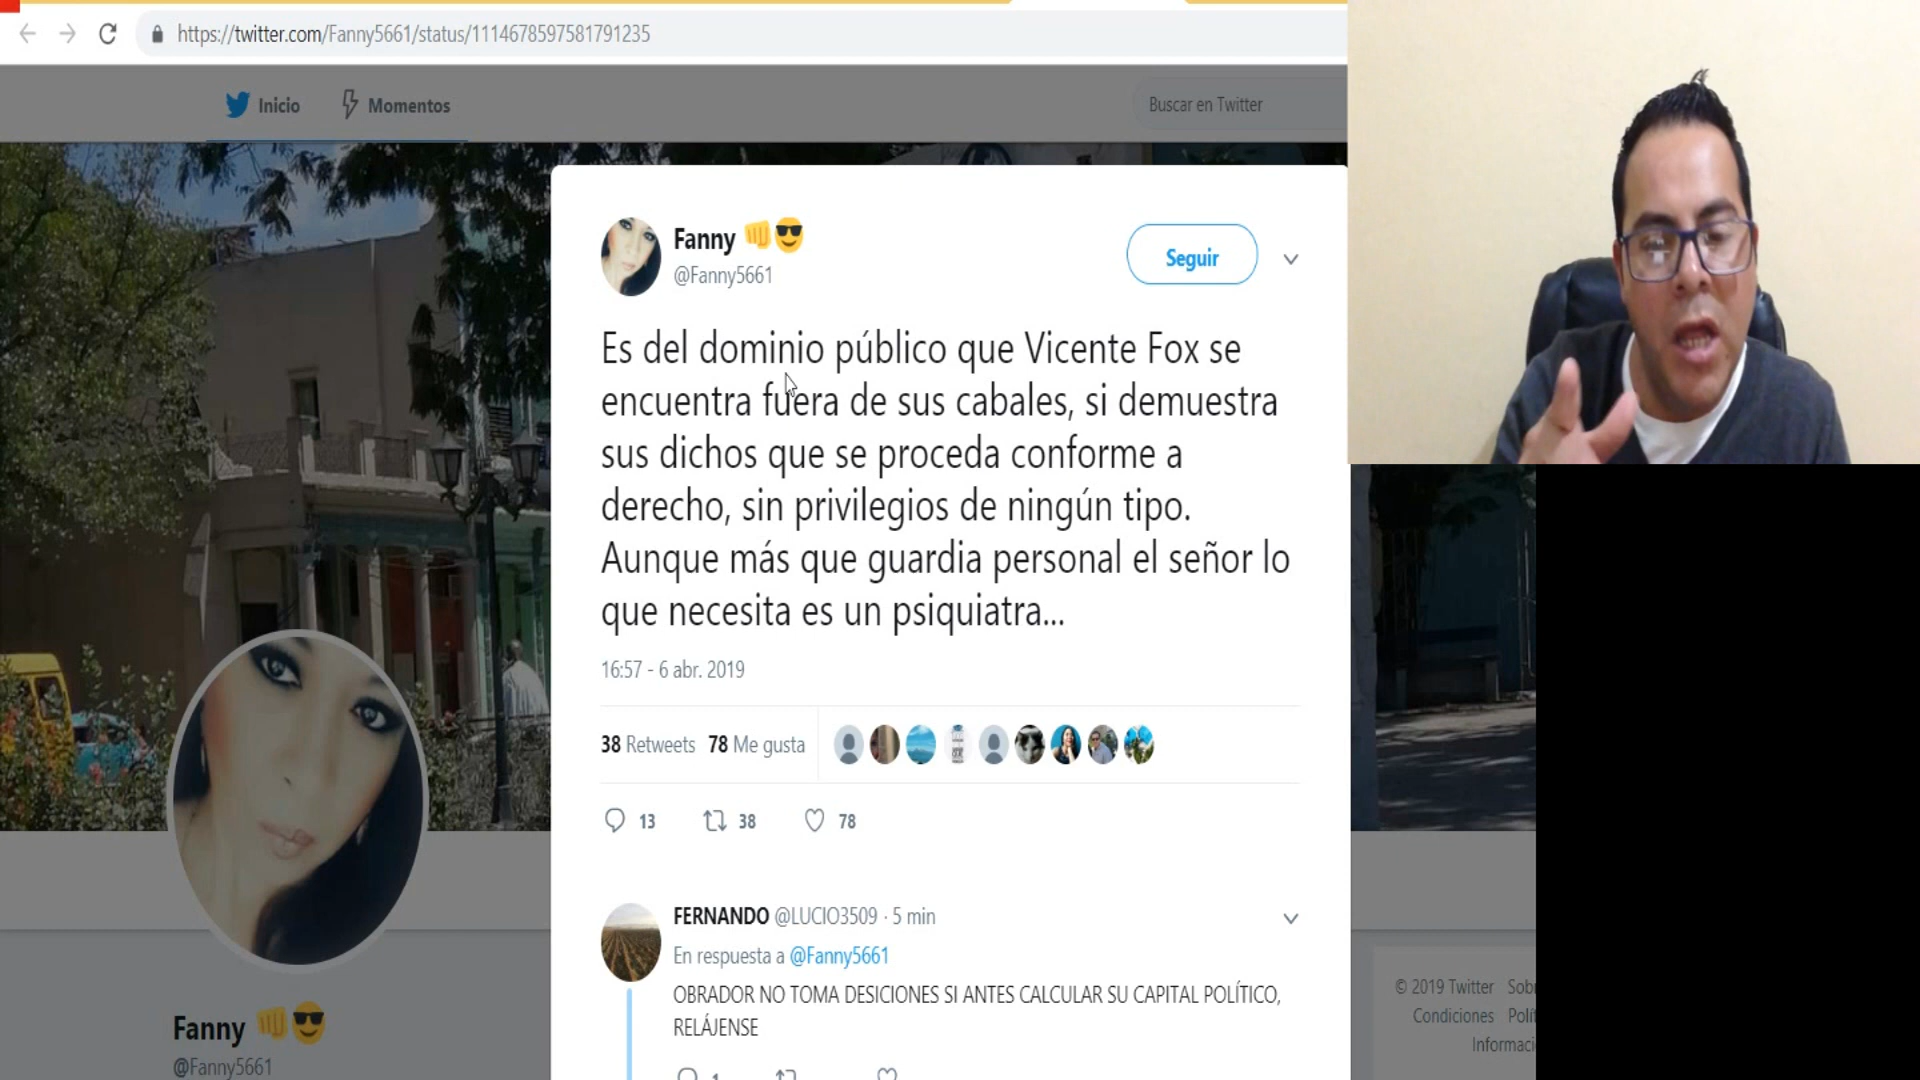 https://twitter.com/Fanny5661/status/1114678597581791235
Inicio
Momentos
Buscar en Twitter
Fanny 👊😎
@Fanny5661
Seguir
Es del dominio público que Vicente Fox se
encuentra fuera de sus cabales, si demuestra
sus dichos que se proceda conforme a
derecho, sin privilegios de ningún tipo.
Aunque más que guardia personal el señor lo
que necesita es un psiquiatra...
16:57 - 6 abr. 2019
38 Retweets 78 Me gusta
13 38 78
FERNANDO @LUCIO3509 · 5 min
En respuesta a @Fanny5661
OBRADOR NO TOMA DESICIONES SI ANTES CALCULAR SU CAPITAL POLÍTICO,
RELÁJENSE
Fanny 👊😎
@Fanny5661
© 2019 Twitter
Condiciones